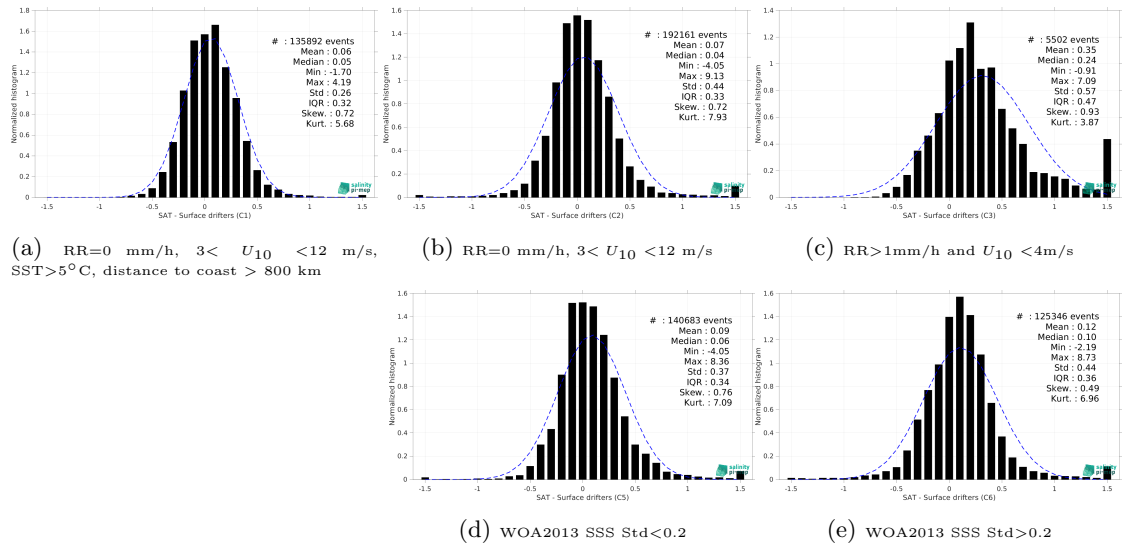 # : 135892 events
Mean : 0.06
Median : 0.05
Min : -1.70
Max : 4.19
Std : 0.26
IQR : 0.32
Skew. : 0.72
Kurt. : 5.68
Normalized histogram
0
0.2
0.4
0.6
0.8
1
1.2
1.4
1.6
1.8
-1.5
-1
-0.5
0
0.5
1
1.5
salinity
pi-mep
SAT - Surface drifters (C1)
(a) RR=0 mm/h, 3< U10 <12 m/s,
SST>5°C, distance to coast > 800 km
# : 192161 events
Mean : 0.07
Median : 0.04
Min : -4.05
Max : 9.13
Std : 0.44
IQR : 0.33
Skew. : 0.72
Kurt. : 7.93
Normalized histogram
0
0.2
0.4
0.6
0.8
1
1.2
1.4
1.6
-1.5
-1
-0.5
0
0.5
1
1.5
salinity
pi-mep
SAT - Surface drifters (C2)
(b) RR=0 mm/h, 3< U10 <12 m/s
# : 5502 events
Mean : 0.35
Median : 0.24
Min : -0.91
Max : 7.09
Std : 0.57
IQR : 0.47
Skew. : 0.93
Kurt. : 3.87
Normalized histogram
0
0.2
0.4
0.6
0.8
1
1.2
1.4
-1.5
-1
-0.5
0
0.5
1
1.5
salinity
pi-mep
SAT - Surface drifters (C3)
(c) RR>1mm/h and U10 <4m/s
# : 140683 events
Mean : 0.09
Median : 0.06
Min : -4.05
Max : 8.36
Std : 0.37
IQR : 0.34
Skew. : 0.76
Kurt. : 7.09
Normalized histogram
0
0.2
0.4
0.6
0.8
1
1.2
1.4
1.6
-1.5
-1
-0.5
0
0.5
1
1.5
salinity
pi-mep
SAT - Surface drifters (C5)
(d) WOA2013 SSS Std<0.2
# : 125346 events
Mean : 0.12
Median : 0.10
Min : -2.19
Max : 8.73
Std : 0.44
IQR : 0.36
Skew. : 0.49
Kurt. : 6.96
Normalized histogram
0
0.2
0.4
0.6
0.8
1
1.2
1.4
1.6
-1.5
-1
-0.5
0
0.5
1
1.5
salinity
pi-mep
SAT - Surface drifters (C6)
(e) WOA2013 SSS Std>0.2